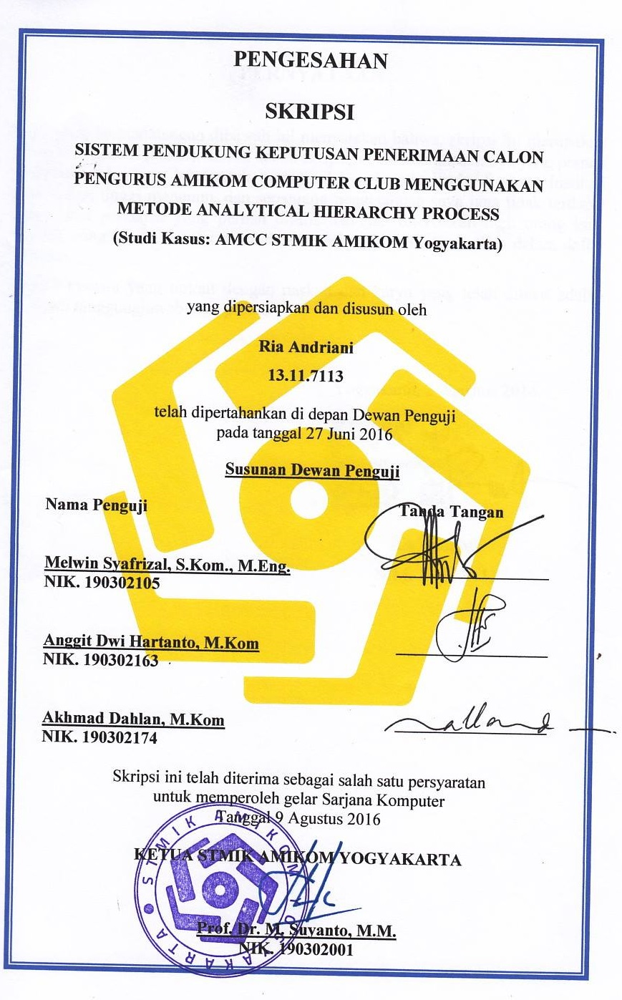 PENGESAHAN
SKRIPSI
SISTEM PENDUKUNG KEPUTUSAN PENERIMAAN CALON
PENGURUS AMIKOM COMPUTER CLUB MENGGUNAKAN
METODE ANALYTICAL HIERARCHY PROCESS
(Studi Kasus: AMCC STMIK AMIKOM Yogyakarta)
yang dipersiapkan dan disusun oleh
Ria Andriani
13.11.7113
telah dipertahankan di depan Dewan Penguji
pada tanggal 27 Juni 2016
Susunan Dewan Penguji
Nama Penguji
Tanda Tangan
Melwin Syafrizal, S.Kom., M.Eng.
NIK. 190302105
Anggit Dwi Hartanto, M.Kom
NIK. 190302163
Akhmad Dahlan, M.Kom
NIK. 190302174
Skripsi ini telah diterima sebagai salah satu persyaratan
untuk memperoleh gelar Sarjana Komputer
Tanggal 9 Agustus 2016
KETUA STMIK AMIKOM YOGYAKARTA
STMIK AMIKOM
Prof. Dr. M. Suyanto, M.M.
NIK. 190302001